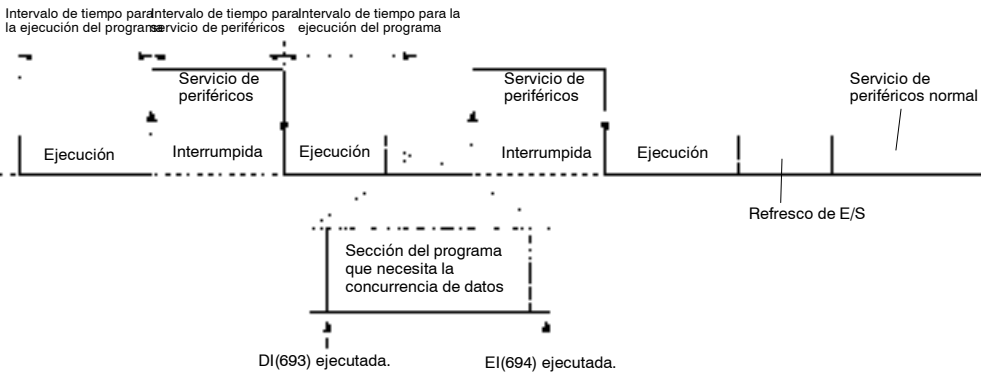 Intervalo de tiempo para
la ejecución del programa
Intervalo de tiempo para
servicio de periféricos
Intervalo de tiempo para la
ejecución del programa
Servicio de
periféricos
Servicio de
periféricos
Servicio de
periféricos normal
Ejecución
Interrumpida
Ejecución
Interrumpida
Ejecución
Refresco de E/S
Sección del programa
que necesita la
concurrencia de datos
DI(693) ejecutada.
EI(694) ejecutada.